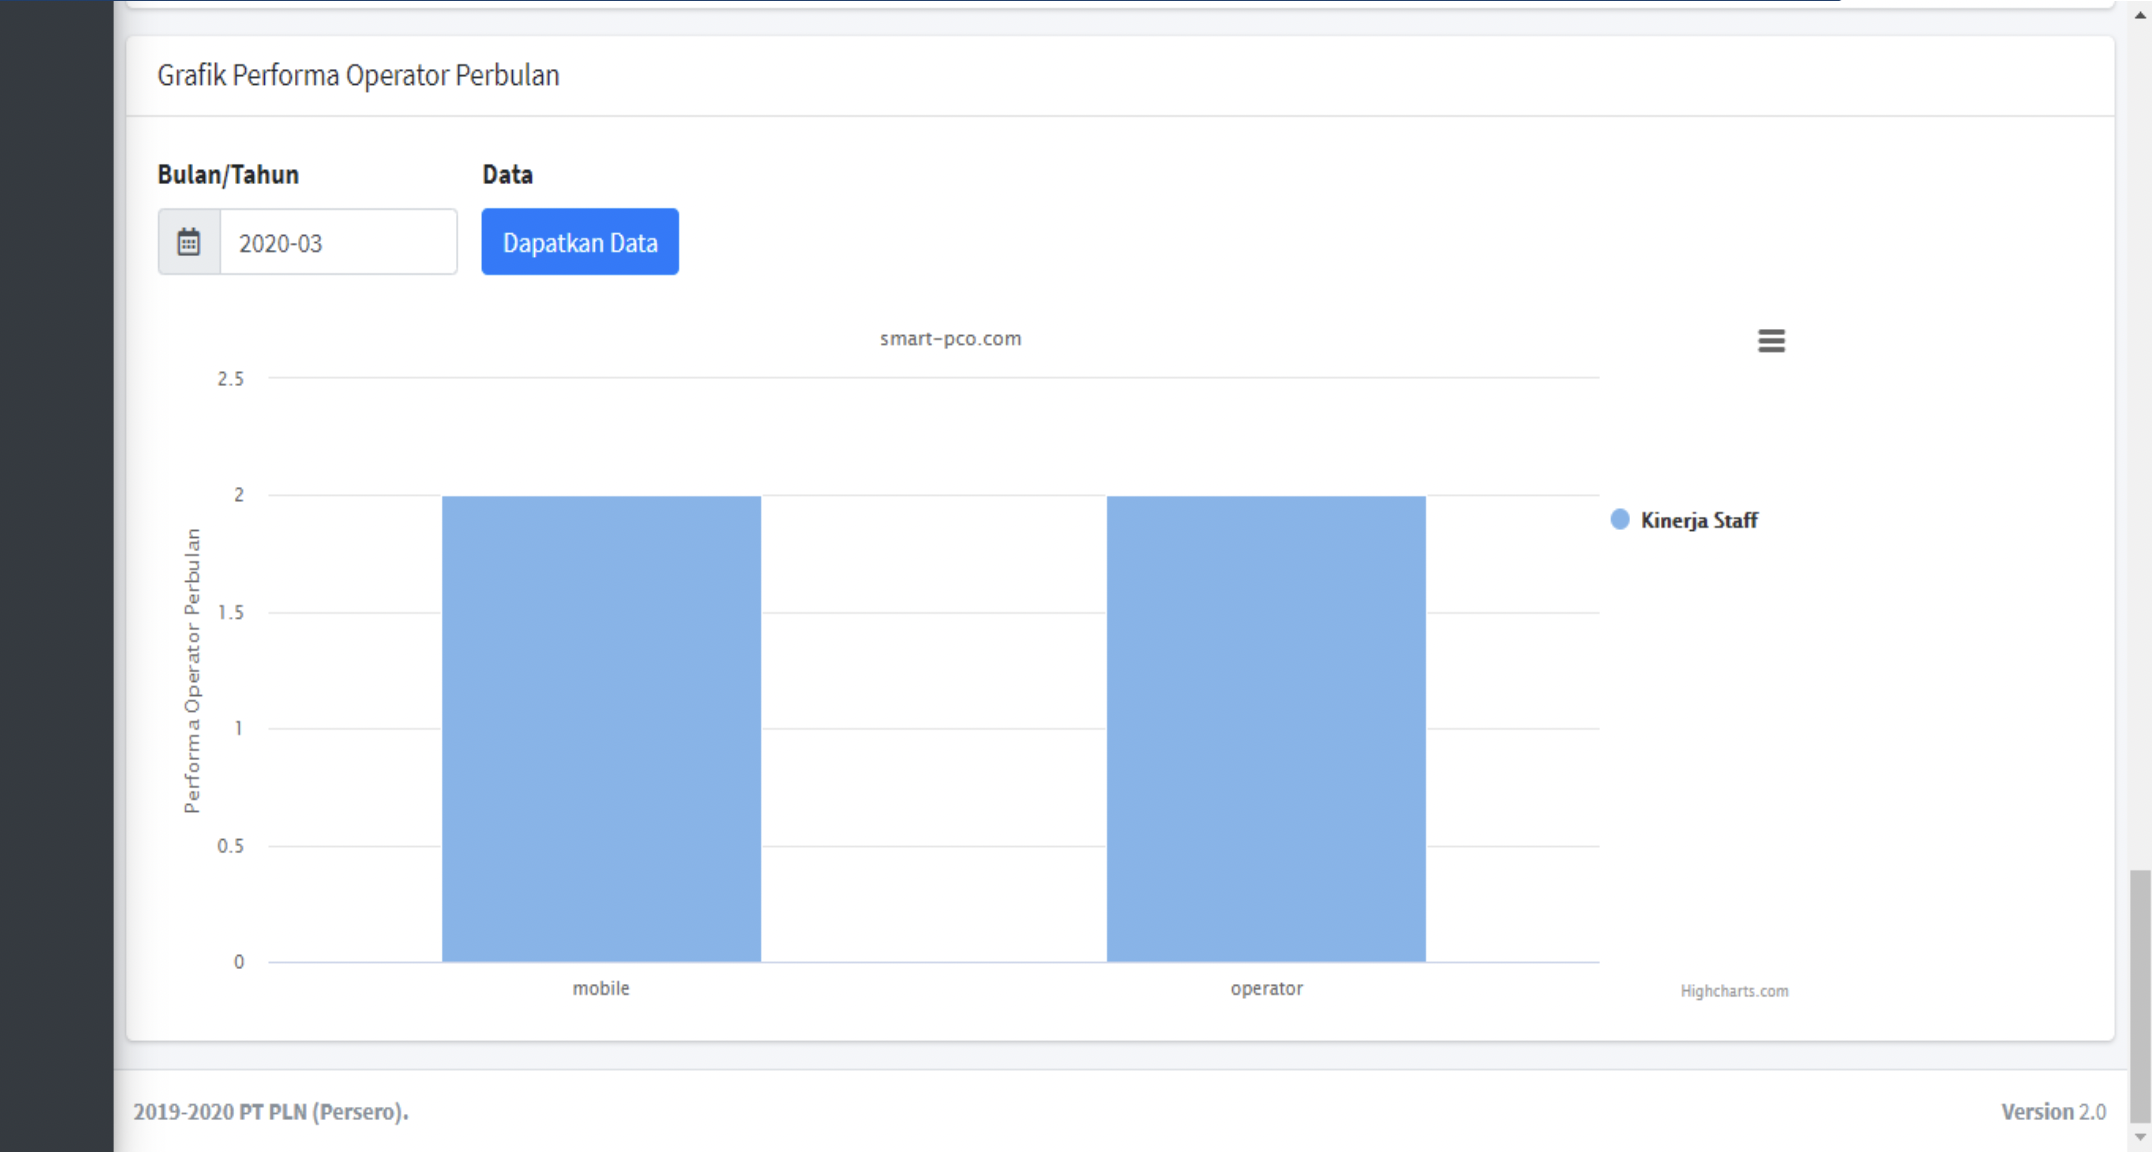 Grafik Performa Operator Perbulan
Bulan/Tahun
Data
2020-03
Dapatkan Data
smart-pco.com
2.5
2
1.5
1
0.5
0
Performa Operator Perbulan
Kinerja Staff
mobile
operator
Highcharts.com
2019-2020 PT PLN (Persero).
Version 2.0